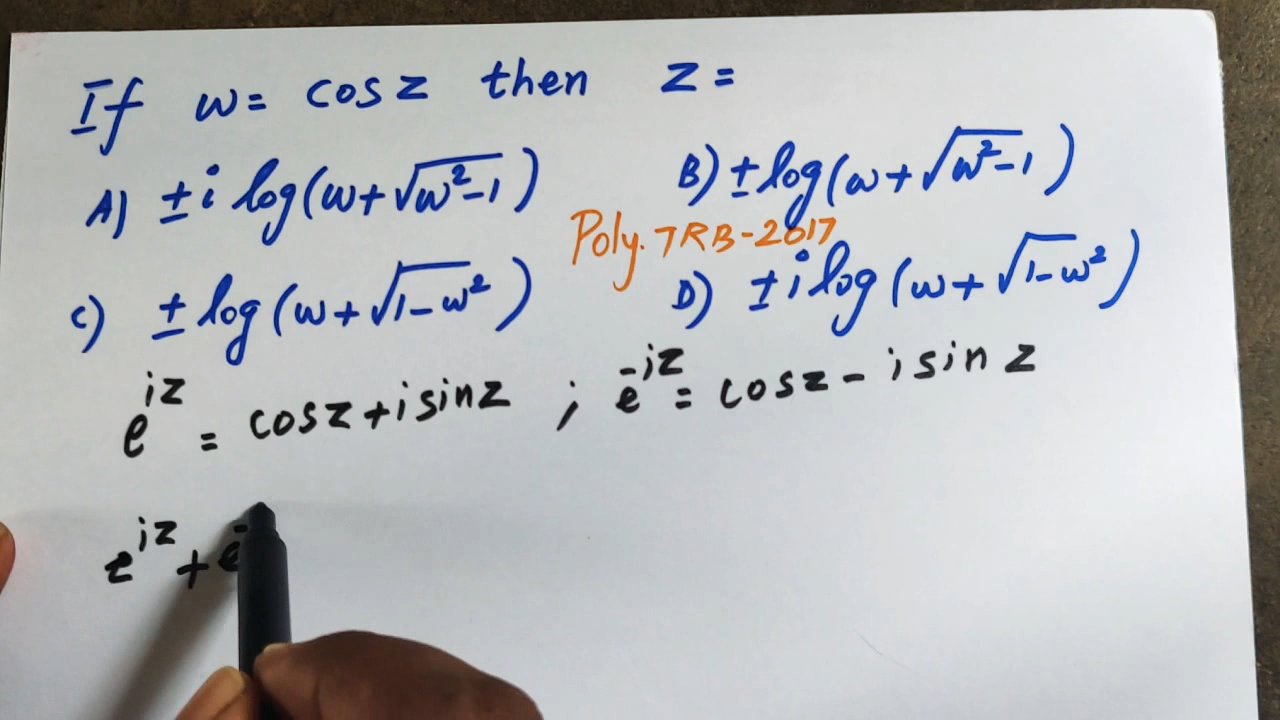 If w = cos z then z =
A) ± i log(w + √(w²-1))
B) ± log(w + √(w²-1))
Poly. TRB-2017
C) ± log(w + √(1-w²))
D) ± i log(w + √(1-w²))
e^{iz} = cos z + i sin z ; e^{-iz} = cos z - i sin z
e^{iz} + e^-